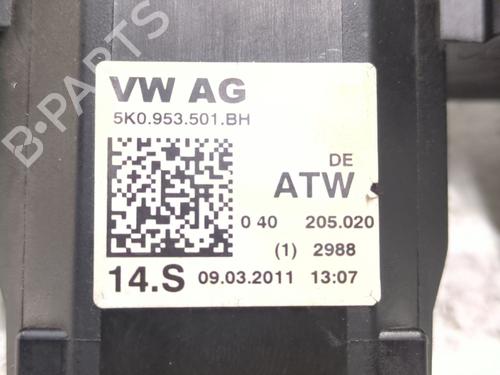 B-PARTS
VW AG
5K0.953.501.BH
DE
ATW
0 40 205.020
(1) 2988
14.S 09.03.2011 13:07